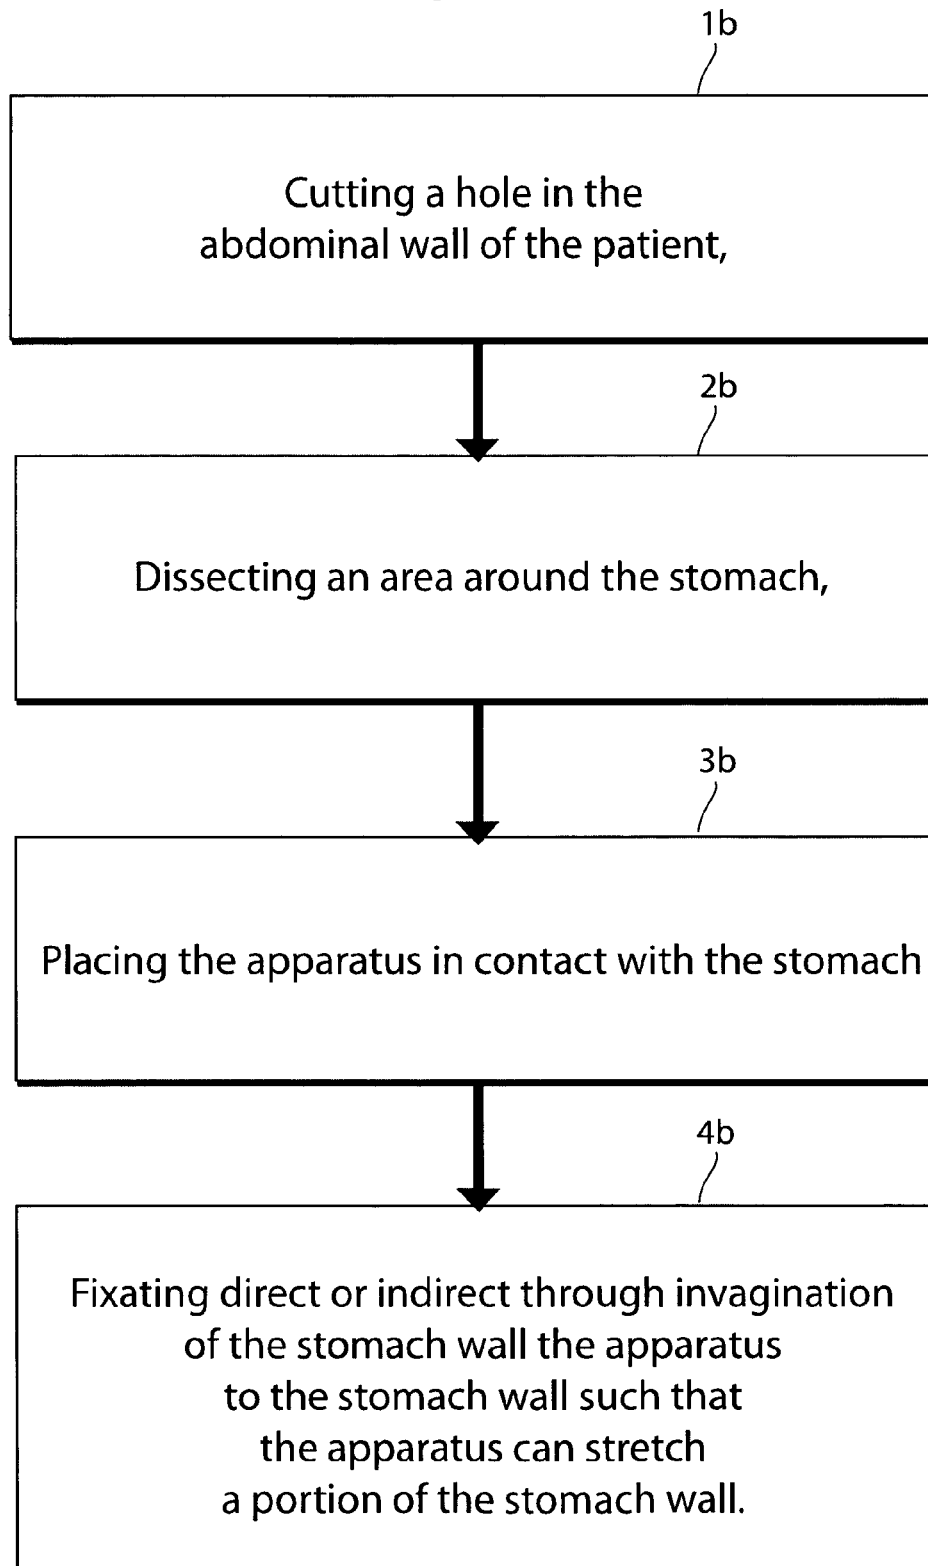 1b
Cutting a hole in the
abdominal wall of the patient,
2b
Dissecting an area around the stomach,
3b
Placing the apparatus in contact with the stomach
4b
Fixating direct or indirect through invagination
of the stomach wall the apparatus
to the stomach wall such that
the apparatus can stretch
a portion of the stomach wall.